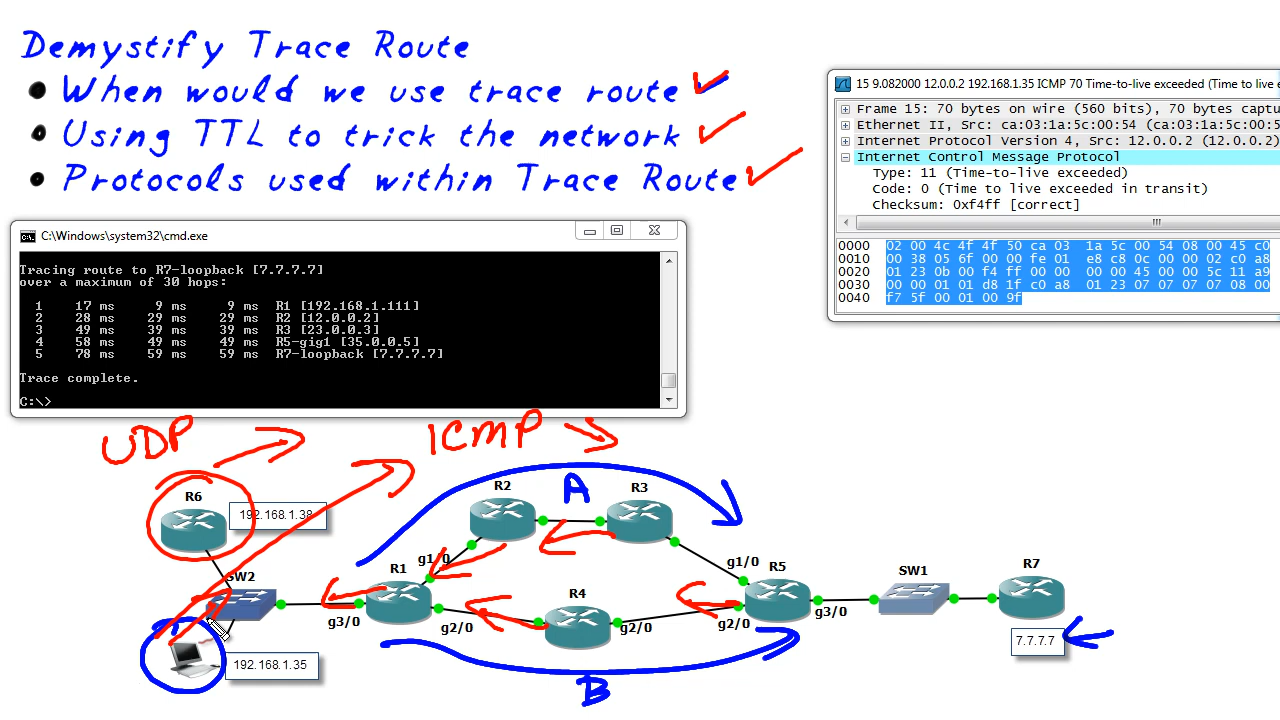 Demystify Trace Route
When would we use trace route
Using TTL to trick the network
Protocols used within Trace Route
15 9.082000 12.0.0.2 192.168.1.35 ICMP 70 Time-to-live exceeded (Time to live e
Frame 15: 70 bytes on wire (560 bits), 70 bytes captu
Ethernet II, Src: ca:03:1a:5c:00:54 (ca:03:1a:5c:00:5
Internet Protocol Version 4, Src: 12.0.0.2 (12.0.0.2)
Internet Control Message Protocol
Type: 11 (Time-to-live exceeded)
Code: 0 (Time to live exceeded in transit)
Checksum: 0xf4ff [correct]
0000 02 00 4c 4f 4f 50 ca 03 1a 5c 00 54 08 00 45 c0
0010 00 38 05 6f 00 00 fe 01 e8 c8 0c 00 00 02 c0 a8
0020 01 23 0b 00 f4 ff 00 00 00 00 45 00 00 5c 11 a9
0030 00 00 01 01 d8 1f c0 a8 01 23 07 07 07 07 08 00
0040 f7 5f 00 01 00 9f
C:\Windows\system32\cmd.exe
Tracing route to R7-loopback [7.7.7.7]
over a maximum of 30 hops:
1 17 ms 9 ms 9 ms R1 [192.168.1.111]
2 28 ms 29 ms 29 ms R2 [12.0.0.2]
3 49 ms 39 ms 39 ms R3 [23.0.0.3]
4 58 ms 49 ms 49 ms R5-gig1 [35.0.0.5]
5 78 ms 59 ms 59 ms R7-loopback [7.7.7.7]
Trace complete.
C:\>
UDP
ICMP
R6
192.168.1.38
R2
A
R3
g1/0
g1/0
R5
SW1
R7
SW2
R1
R4
g3/0
g2/0
g2/0
g2/0
g3/0
7.7.7.7
192.168.1.35
B